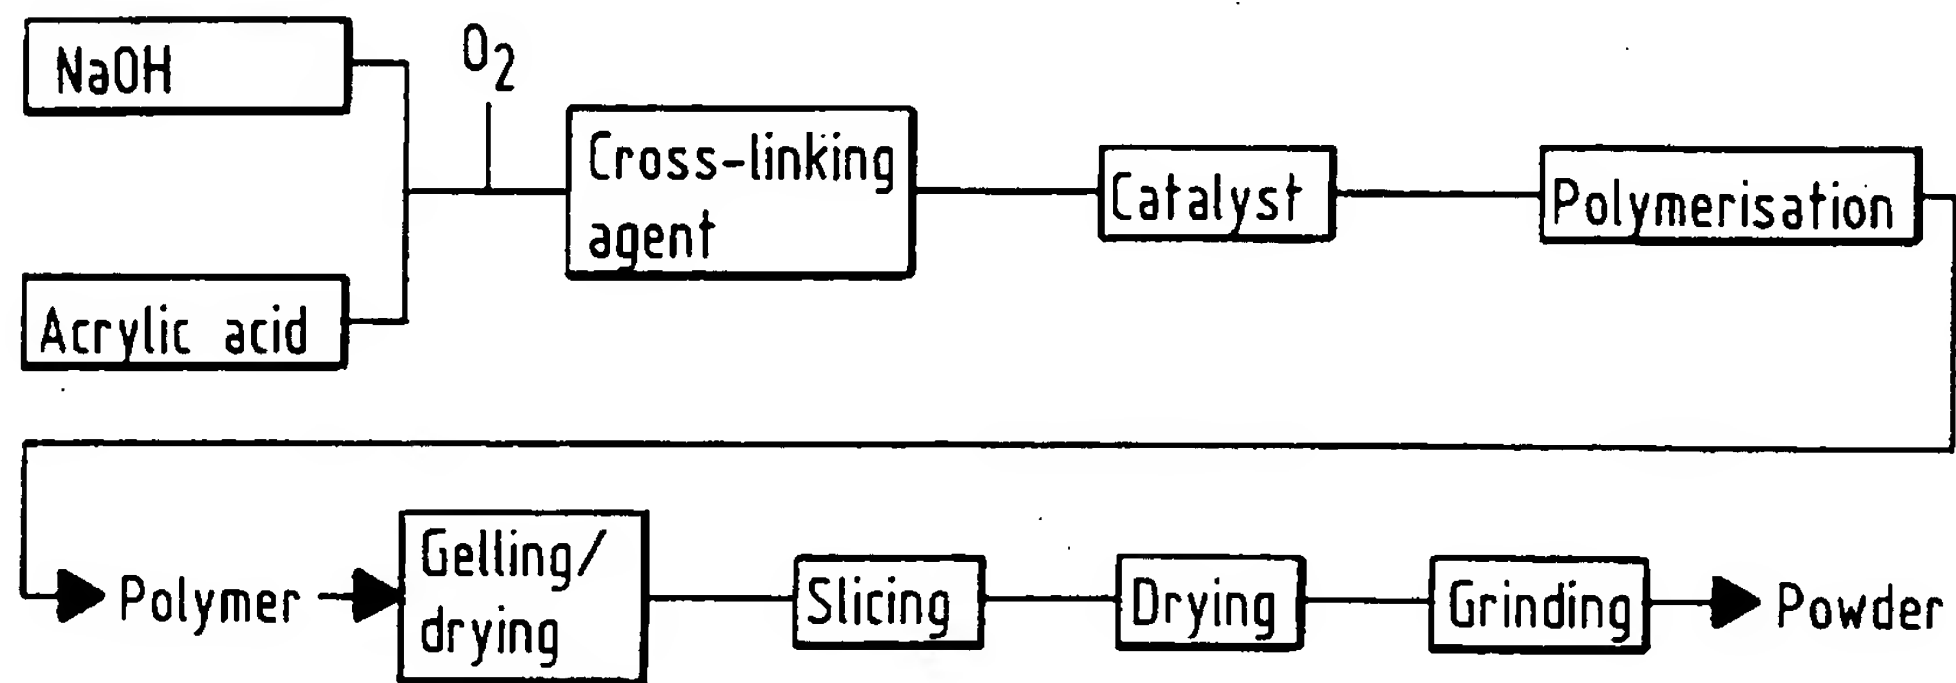 NaOH
O2
Cross-linking
agent
Catalyst
Polymerisation
Acrylic acid
Polymer
Gelling/
drying
Slicing
Drying
Grinding
Powder